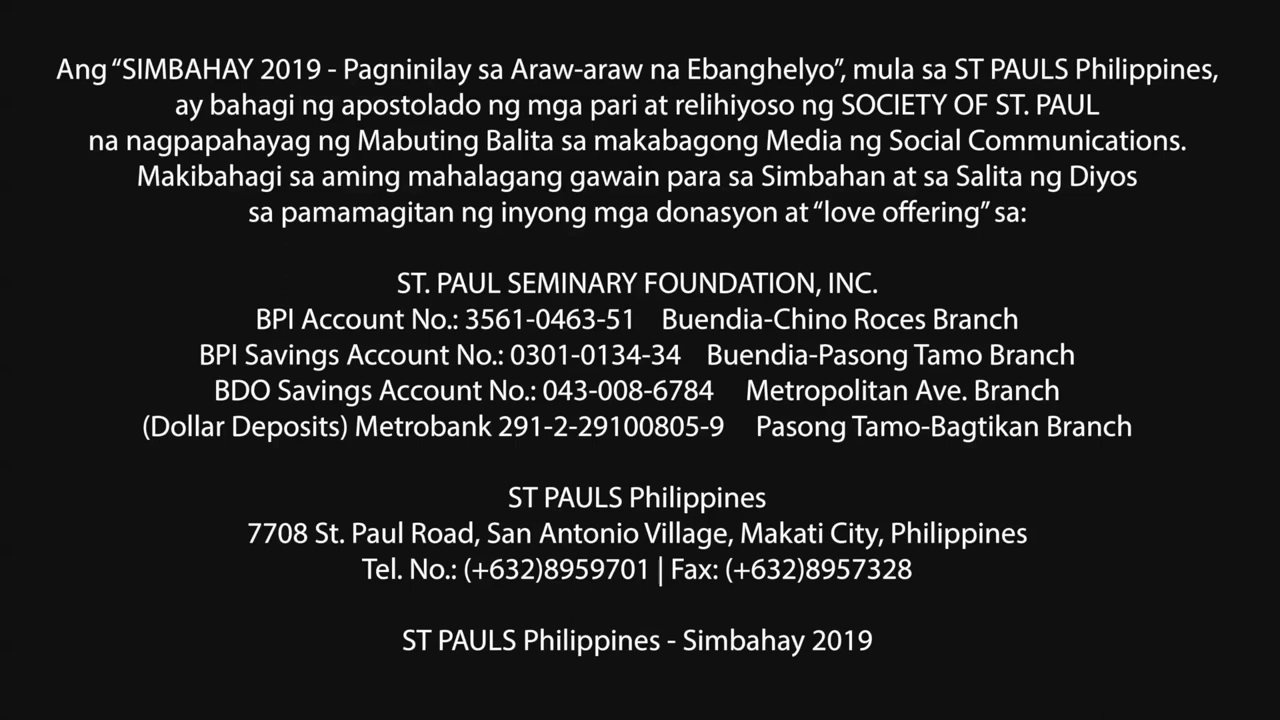 Ang “SIMBAHAY 2019 - Pagninilay sa Araw-araw na Ebanghelyo”, mula sa ST PAULS Philippines,
ay bahagi ng apostolado ng mga pari at relihiyoso ng SOCIETY OF ST. PAUL
na nagpapahayag ng Mabuting Balita sa makabagong Media ng Social Communications.
Makibahagi sa aming mahalagang gawain para sa Simbahan at sa Salita ng Diyos
sa pamamagitan ng inyong mga donasyon at “love offering” sa:
ST. PAUL SEMINARY FOUNDATION, INC.
BPI Account No.: 3561-0463-51 Buendia-Chino Roces Branch
BPI Savings Account No.: 0301-0134-34 Buendia-Pasong Tamo Branch
BDO Savings Account No.: 043-008-6784 Metropolitan Ave. Branch
(Dollar Deposits) Metrobank 291-2-29100805-9 Pasong Tamo-Bagtikan Branch
ST PAULS Philippines
7708 St. Paul Road, San Antonio Village, Makati City, Philippines
Tel. No.: (+632)8959701 | Fax: (+632)8957328
ST PAULS Philippines - Simbahay 2019